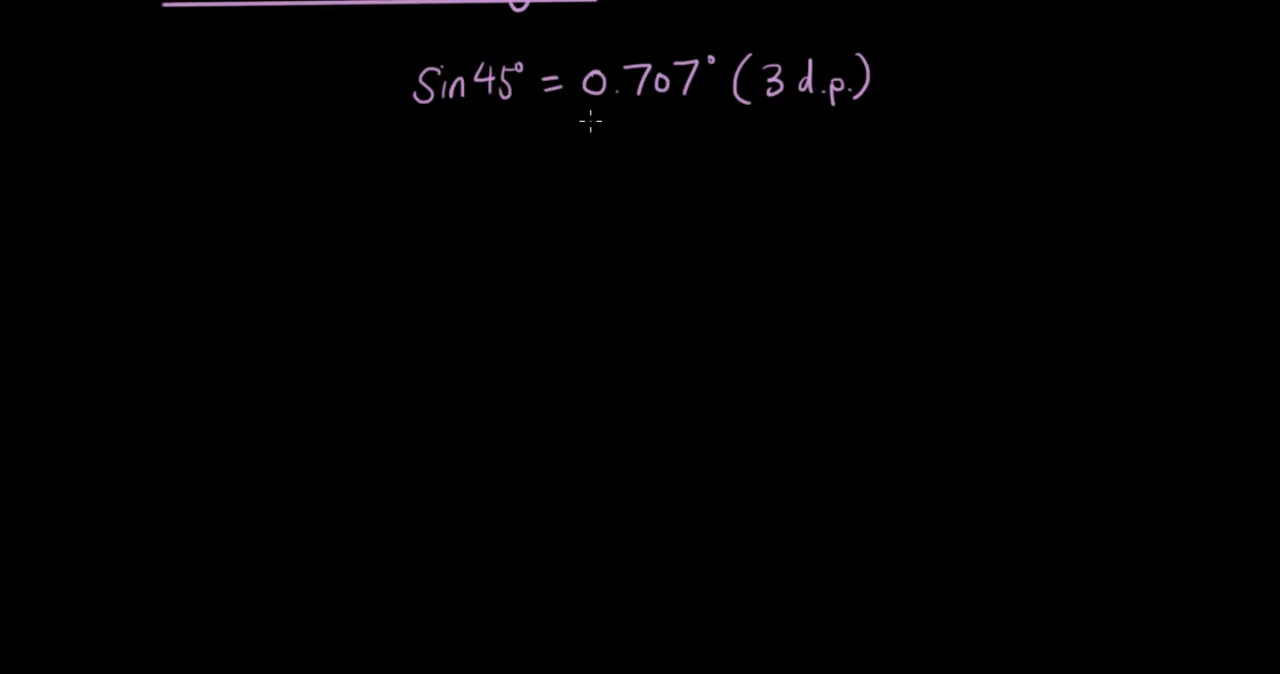 Sin 45° = 0.707° (3 d.p.)